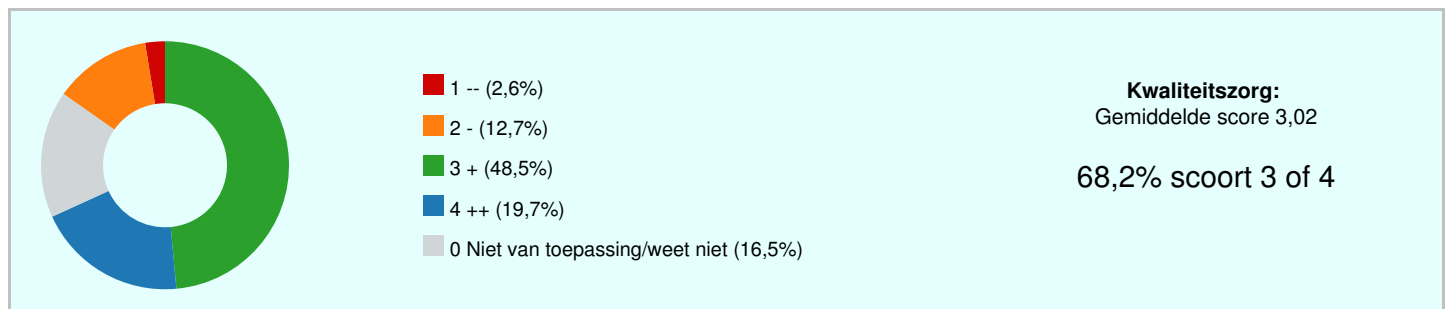 1 -- (2,6%)
2 - (12,7%)
3 + (48,5%)
4 ++ (19,7%)
0 Niet van toepassing/weet niet (16,5%)
Kwaliteitszorg:
Gemiddelde score 3,02
68,2% scoort 3 of 4